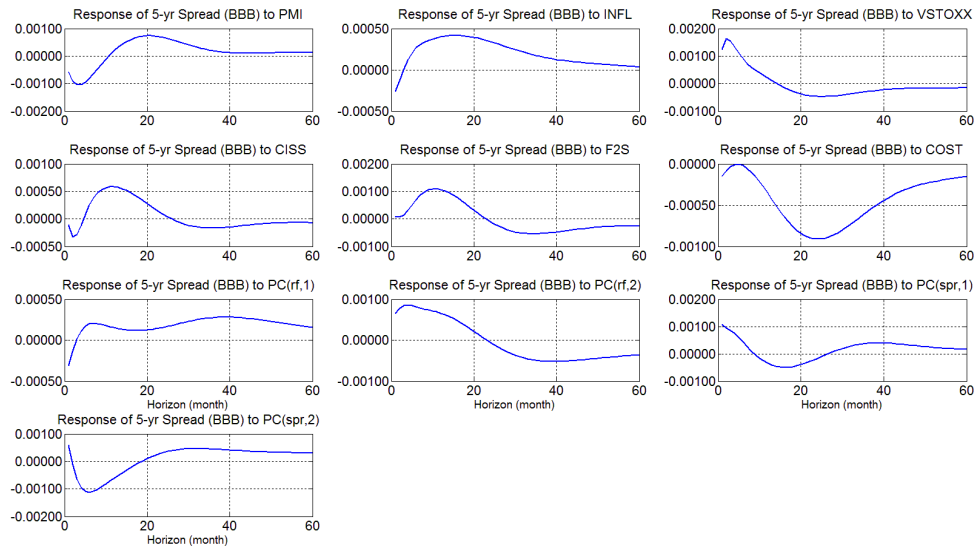 Response of 5-yr Spread (BBB) to PMI
0.00100
0.00000
-0.00100
-0.00200
0 20 40 60
Response of 5-yr Spread (BBB) to INFL
0.00050
0.00000
-0.00050
0 20 40 60
Response of 5-yr Spread (BBB) to VSTOXX
0.00200
0.00100
0.00000
-0.00100
0 20 40 60
Response of 5-yr Spread (BBB) to CISS
0.00100
0.00050
0.00000
-0.00050
0 20 40 60
Response of 5-yr Spread (BBB) to F2S
0.00200
0.00100
0.00000
-0.00100
0 20 40 60
Response of 5-yr Spread (BBB) to COST
0.00000
-0.00050
-0.00100
0 20 40 60
Response of 5-yr Spread (BBB) to PC(rf,1)
0.00050
0.00000
-0.00050
0 20 40 60
Horizon (month)
Response of 5-yr Spread (BBB) to PC(rf,2)
0.00100
0.00000
-0.00100
0 20 40 60
Horizon (month)
Response of 5-yr Spread (BBB) to PC(spr,1)
0.00200
0.00100
0.00000
-0.00100
0 20 40 60
Horizon (month)
Response of 5-yr Spread (BBB) to PC(spr,2)
0.00100
0.00000
-0.00100
-0.00200
0 20 40 60
Horizon (month)